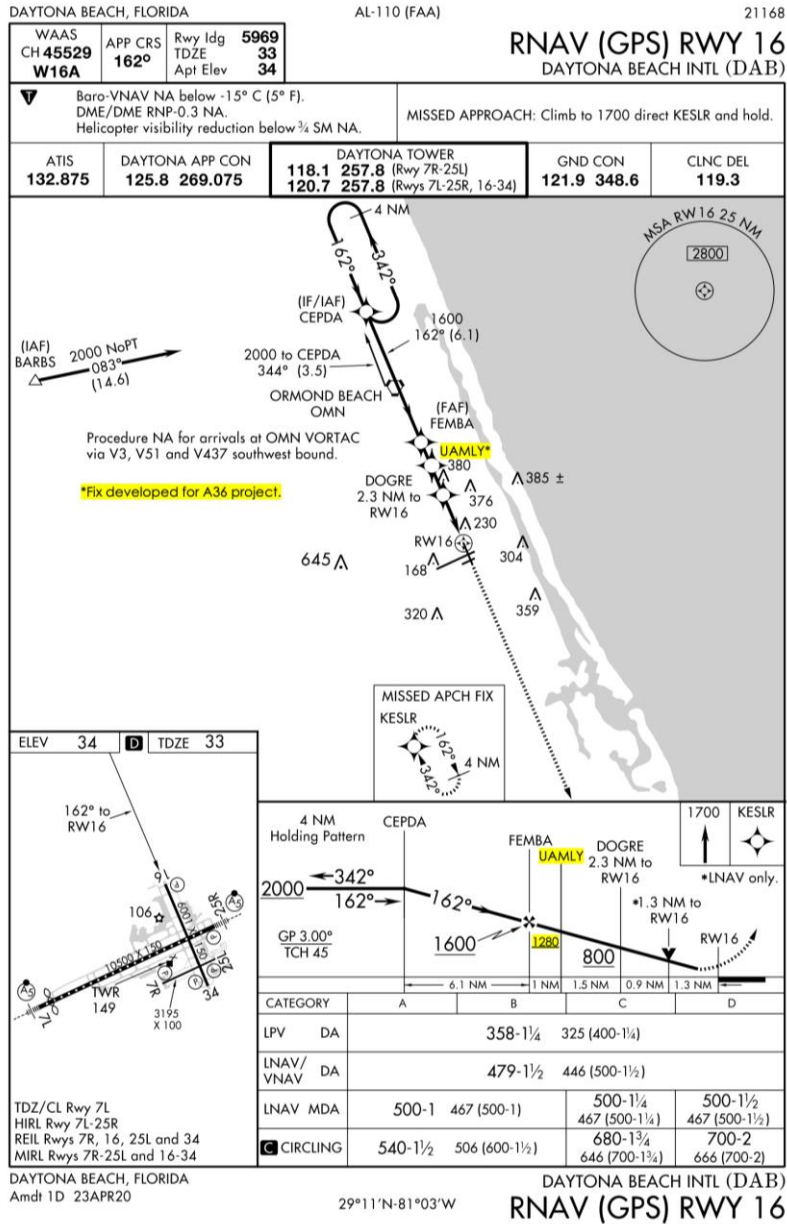 DAYTONA BEACH, FLORIDA
AL-110 (FAA)
21168
WAAS
CH 45529
W16A
APP CRS
162°
Rwy ldg 5969
TDZE 33
Apt Elev 34
RNAV (GPS) RWY 16
DAYTONA BEACH INTL (DAB)
T
Baro-VNAV NA below -15° C (5° F).
DME/DME RNP-0.3 NA.
Helicopter visibility reduction below ¾ SM NA.
MISSED APPROACH: Climb to 1700 direct KESLR and hold.
ATIS
132.875
DAYTONA APP CON
125.8 269.075
DAYTONA TOWER
118.1 257.8 (Rwy 7R-25L)
120.7 257.8 (Rwys 7L-25R, 16-34)
GND CON
121.9 348.6
CLNC DEL
119.3
4 NM
162°
342°
MSA RW16 25 NM
2800
(IF/IAF)
CEPDA
1600
162° (6.1)
(IAF)
BARBS
2000 NoPT
083°
(14.6)
2000 to CEPDA
344° (3.5)
ORMOND BEACH
OMN
(FAF)
FEMBA
Procedure NA for arrivals at OMN VORTAC
via V3, V51 and V437 southwest bound.
UAMLY*
380
*Fix developed for A36 project.
DOGRE
2.3 NM to
RW16
376
385 ±
230
RW16
304
645
168
359
320
MISSED APCH FIX
KESLR
162°
342°
4 NM
ELEV 34
D
TDZE 33
162° to
RW16
16
106
6001 X 150
25R
A5
P
10500 X 150
25L
TWR
149
7R
3195
X 100
34
7L
A5
TDZ/CL Rwy 7L
HIRL Rwy 7L-25R
REIL Rwys 7R, 16, 25L and 34
MIRL Rwys 7R-25L and 16-34
4 NM
Holding Pattern
CEPDA
FEMBA
UAMLY
DOGRE
2.3 NM to
RW16
1700
KESLR
*LNAV only.
*1.3 NM to
RW16
RW16
2000
342°
162°
162°
GP 3.00°
TCH 45
1600
1280
800
6.1 NM
1 NM
1.5 NM
0.9 NM
1.3 NM
CATEGORY A B C D
LPV DA 358-1¼ 325 (400-1¼)
LNAV/
VNAV DA 479-1½ 446 (500-1½)
LNAV MDA 500-1 467 (500-1)
500-1¼
467 (500-1¼)
500-1½
467 (500-1½)
C CIRCLING 540-1½ 506 (600-1½)
680-1¾
646 (700-1¾)
700-2
666 (700-2)
DAYTONA BEACH, FLORIDA
Amdt 1D 23APR20
29°11'N-81°03'W
DAYTONA BEACH INTL (DAB)
RNAV (GPS) RWY 16